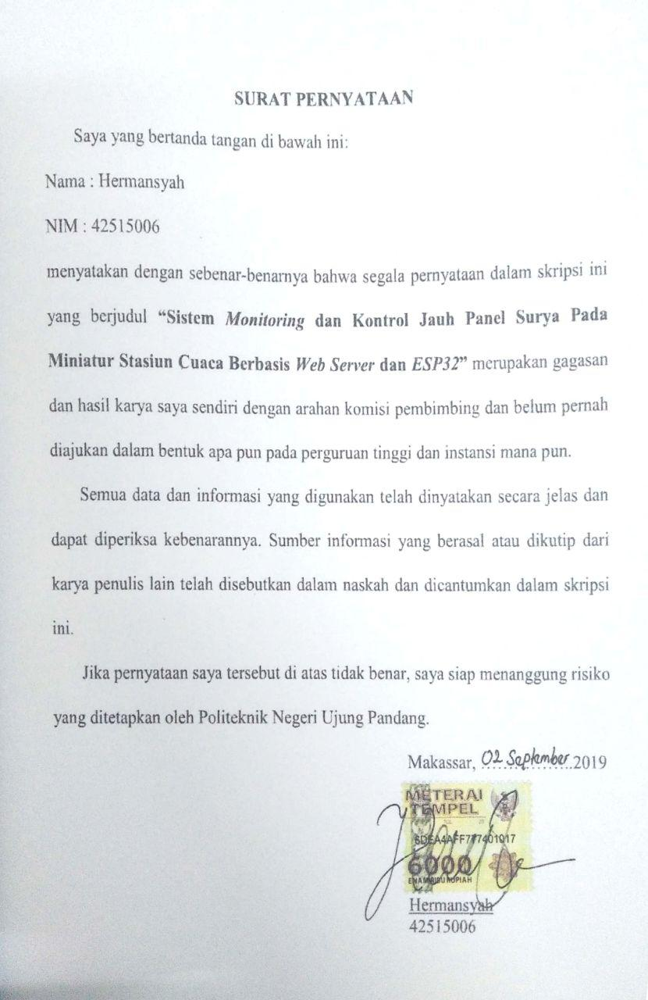 SURAT PERNYATAAN
Saya yang bertanda tangan di bawah ini:
Nama : Hermansyah
NIM : 42515006
menyatakan dengan sebenar-benarnya bahwa segala pernyataan dalam skripsi ini
yang berjudul “Sistem Monitoring dan Kontrol Jauh Panel Surya Pada
Miniatur Stasiun Cuaca Berbasis Web Server dan ESP32” merupakan gagasan
dan hasil karya saya sendiri dengan arahan komisi pembimbing dan belum pernah
diajukan dalam bentuk apa pun pada perguruan tinggi dan instansi mana pun.
Semua data dan informasi yang digunakan telah dinyatakan secara jelas dan
dapat diperiksa kebenarannya. Sumber informasi yang berasal atau dikutip dari
karya penulis lain telah disebutkan dalam naskah dan dicantumkan dalam skripsi
ini.
Jika pernyataan saya tersebut di atas tidak benar, saya siap menanggung risiko
yang ditetapkan oleh Politeknik Negeri Ujung Pandang.
Makassar, 02 September 2019
METERAI
TEMPEL
6DEA4AFF777401017
6000
ENAM RIBU RUPIAH
Hermansyah
42515006